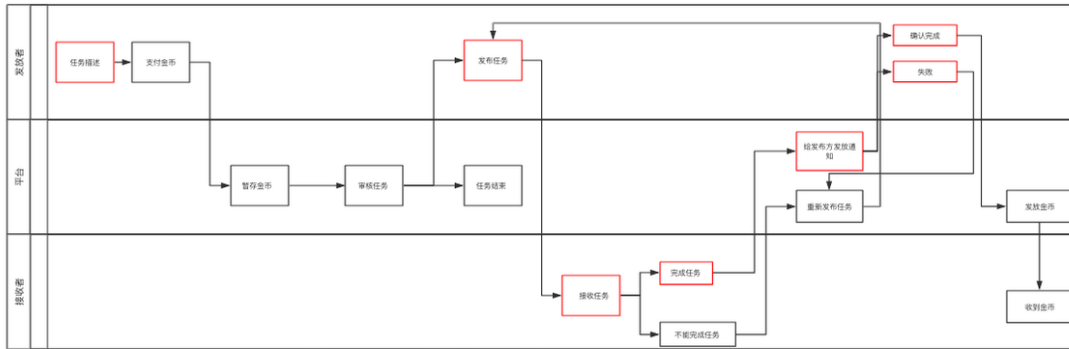 发放者
任务描述
支付金币
发布任务
确认完成
失败
平台
暂存金币
审核任务
任务结束
给发布方发放通
知
重新发布任务
发放金币
接收者
接收任务
完成任务
不能完成任务
收到金币